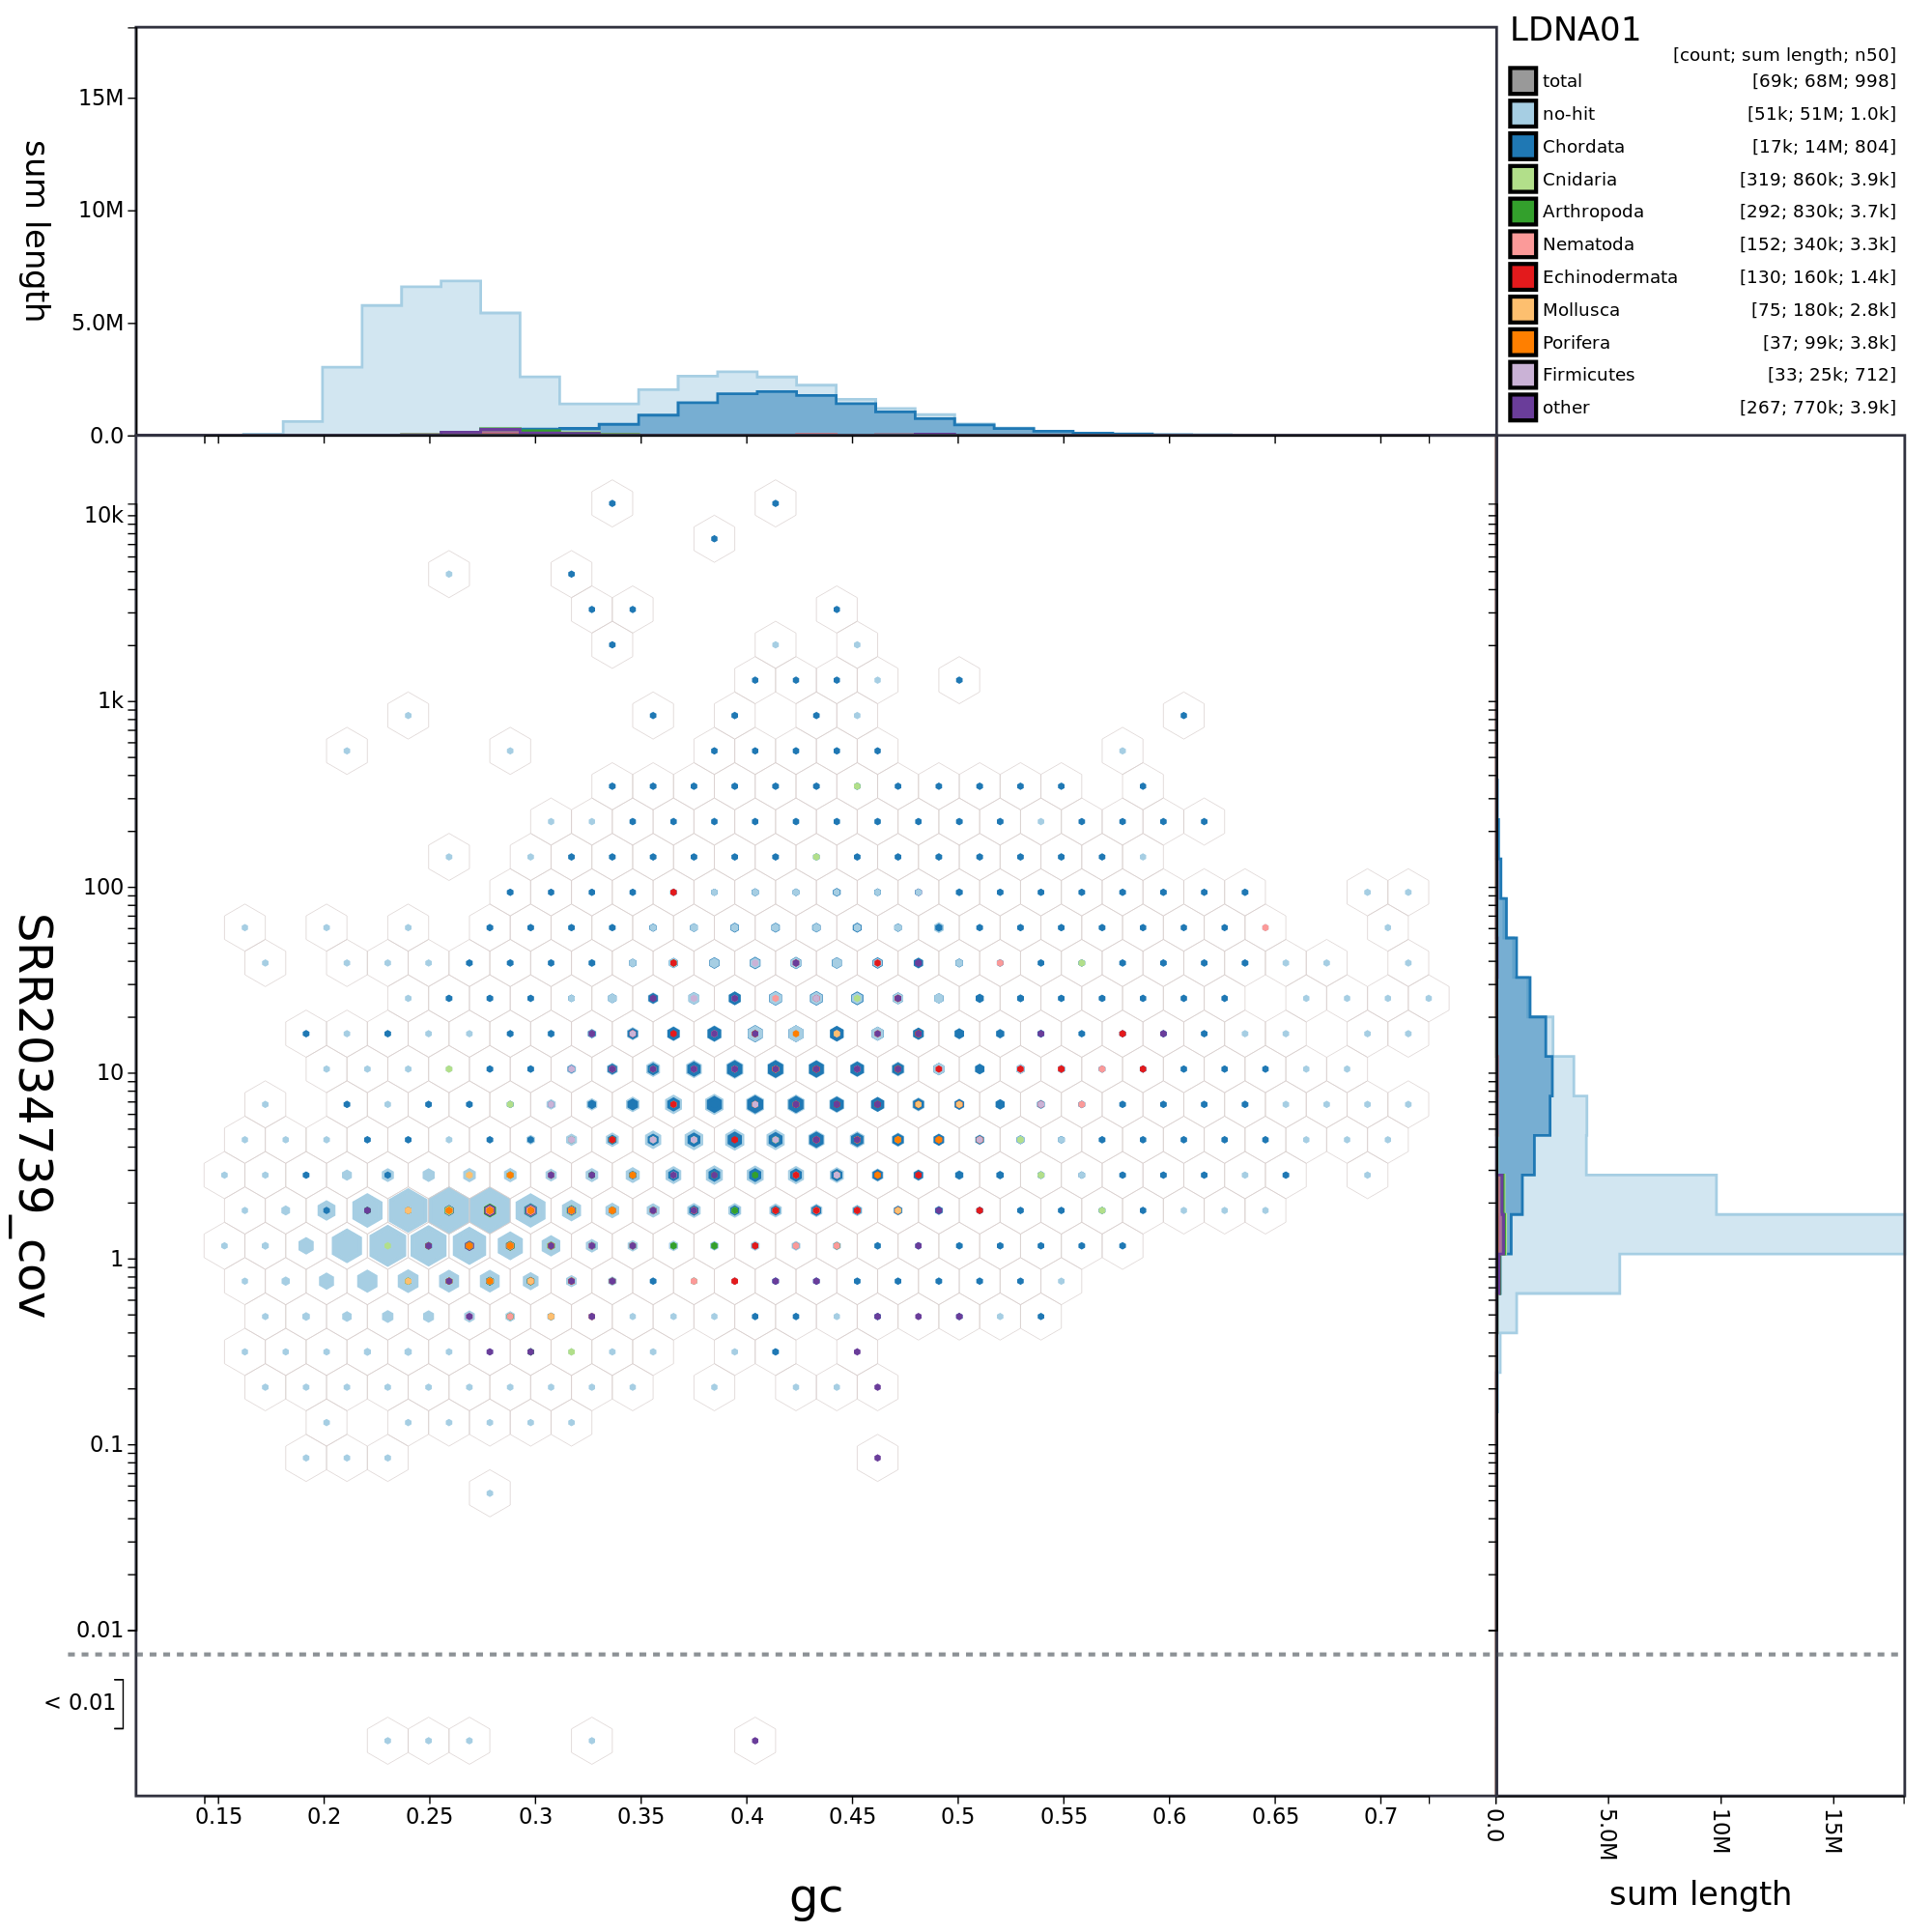 LDNA01
[count; sum length; n50]
total [69k; 68M; 998]
no-hit [51k; 51M; 1.0k]
Chordata [17k; 14M; 804]
Cnidaria [319; 860k; 3.9k]
Arthropoda [292; 830k; 3.7k]
Nematoda [152; 340k; 3.3k]
Echinodermata [130; 160k; 1.4k]
Mollusca [75; 180k; 2.8k]
Porifera [37; 99k; 3.8k]
Firmicutes [33; 25k; 712]
other [267; 770k; 3.9k]
sum length
15M
10M
5.0M
0.0
SRR2034739_cov
10k
1k
100
10
1
0.1
0.01
< 0.01
0.15 0.2 0.25 0.3 0.35 0.4 0.45 0.5 0.55 0.6 0.65 0.7
gc
0.0 5.0M 10M 15M
sum length